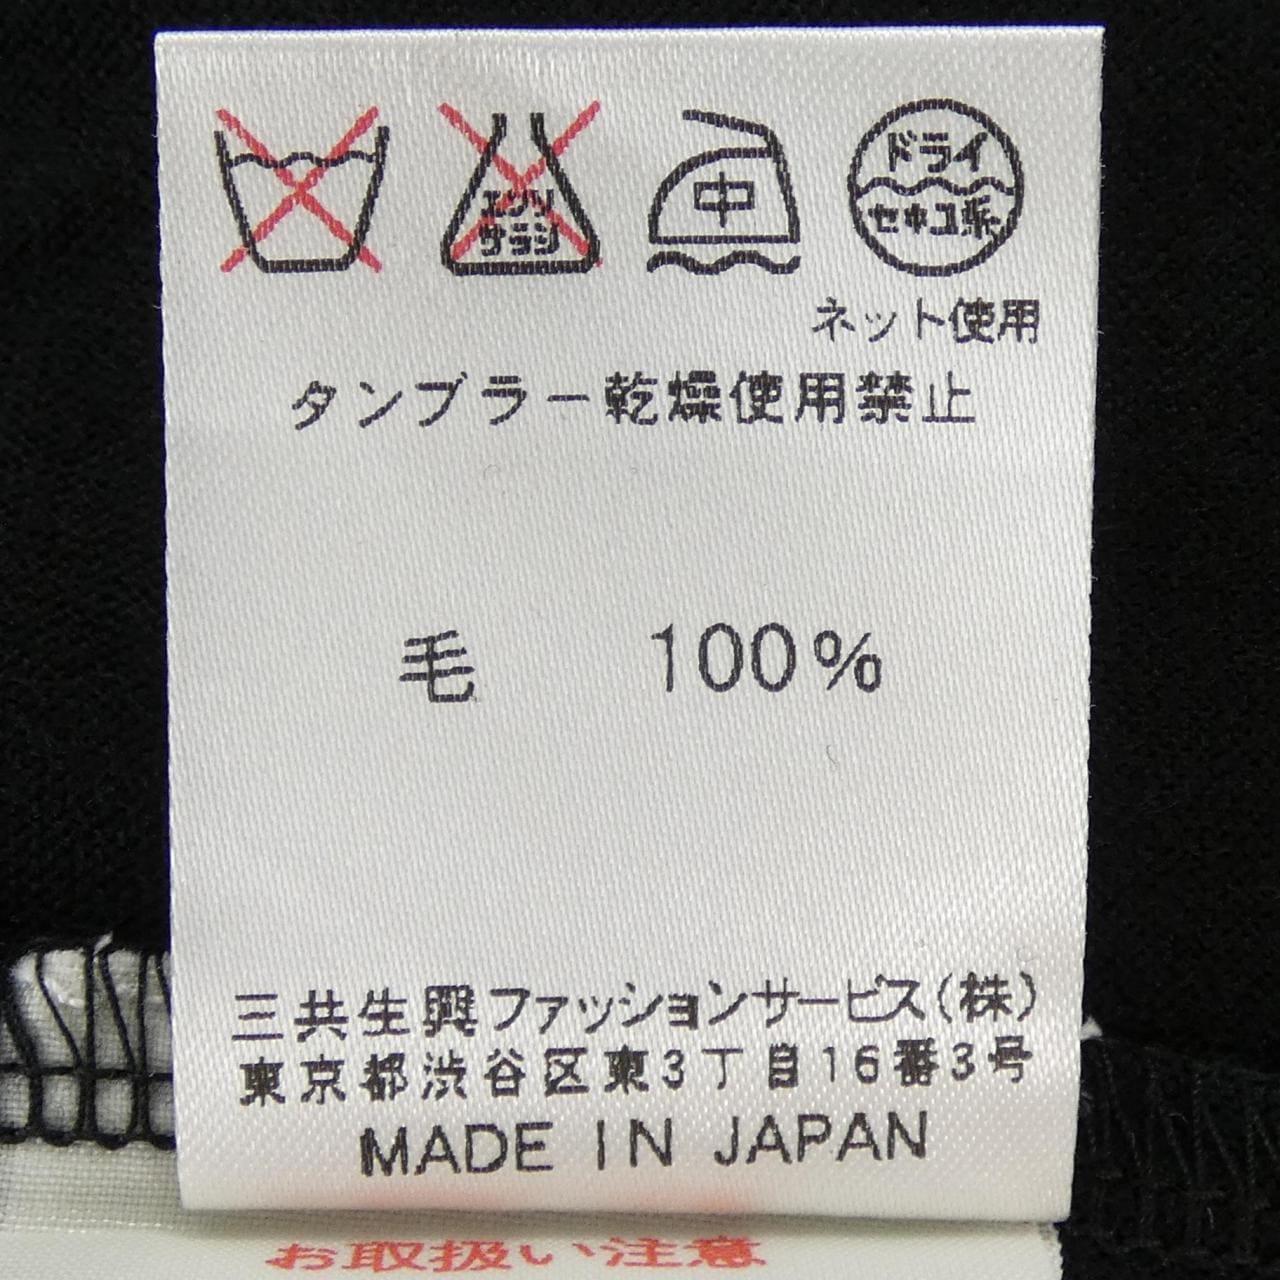 エンソ
サラシ
中
ドライ
セキユ系
ネット使用
タンブラー乾燥使用禁止
毛 100%
三共生興ファッションサービス(株)
東京都渋谷区東3丁目16番3号
MADE IN JAPAN
お取扱い注意